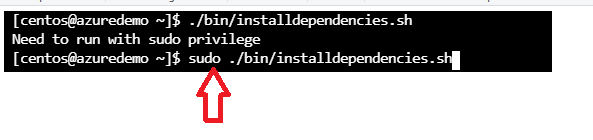 [centos@azuredemo ~]$ ./bin/installdependencies.sh
Need to run with sudo privilege
[centos@azuredemo ~]$ sudo ./bin/installdependencies.sh